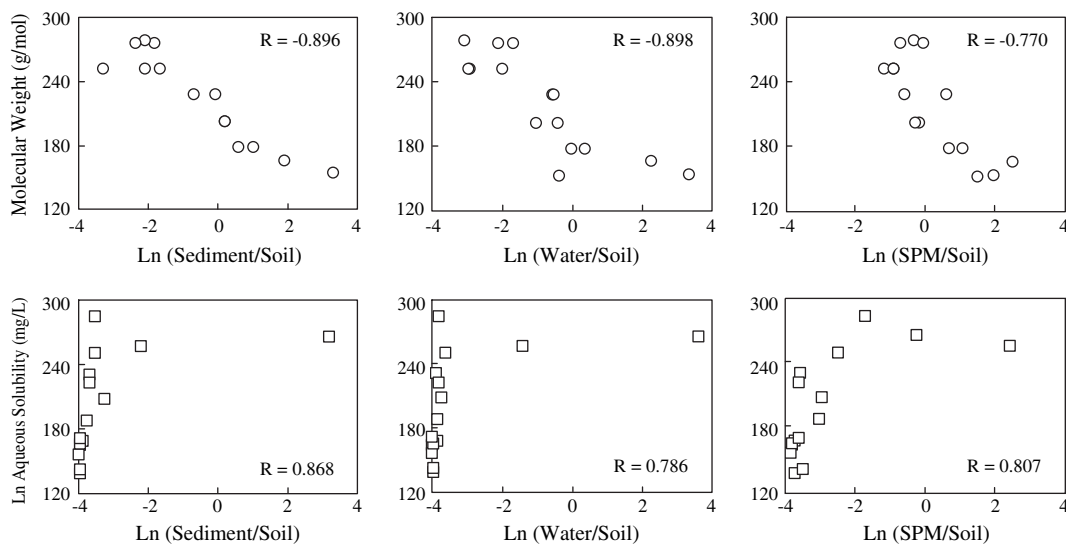 300
240
180
120
Molecular Weight (g/mol)
R = -0.896
-4 -2 0 2 4
Ln (Sediment/Soil)
R = -0.898
-4 -2 0 2 4
Ln (Water/Soil)
300
240
180
120
R = -0.770
-4 -2 0 2 4
Ln (SPM/Soil)
300
240
180
120
Ln Aqueous Solubility (mg/L)
R = 0.868
-4 -2 0 2 4
Ln (Sediment/Soil)
300
240
180
120
R = 0.786
-4 -2 0 2 4
Ln (Water/Soil)
300
240
180
120
R = 0.807
-4 -2 0 2 4
Ln (SPM/Soil)